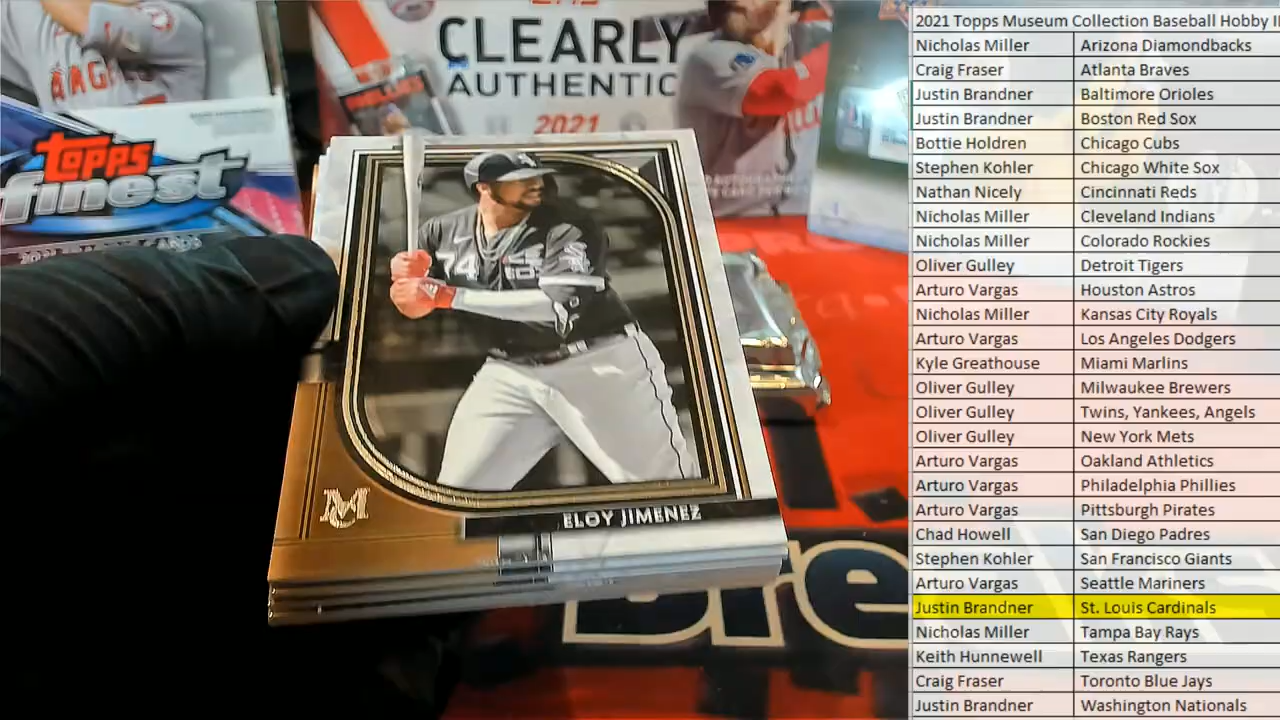 ANGELS
topps
finest
CLEARLY
AUTHENTIC
2021
74
SOX
MC
ELOY JIMENEZ
Bre
2021 Topps Museum Collection Baseball Hobby
Nicholas Miller Arizona Diamondbacks
Craig Fraser Atlanta Braves
Justin Brandner Baltimore Orioles
Justin Brandner Boston Red Sox
Bottie Holdren Chicago Cubs
Stephen Kohler Chicago White Sox
Nathan Nicely Cincinnati Reds
Nicholas Miller Cleveland Indians
Nicholas Miller Colorado Rockies
Oliver Gulley Detroit Tigers
Arturo Vargas Houston Astros
Nicholas Miller Kansas City Royals
Arturo Vargas Los Angeles Dodgers
Kyle Greathouse Miami Marlins
Oliver Gulley Milwaukee Brewers
Oliver Gulley Twins, Yankees, Angels
Oliver Gulley New York Mets
Arturo Vargas Oakland Athletics
Arturo Vargas Philadelphia Phillies
Arturo Vargas Pittsburgh Pirates
Chad Howell San Diego Padres
Stephen Kohler San Francisco Giants
Arturo Vargas Seattle Mariners
Justin Brandner St. Louis Cardinals
Nicholas Miller Tampa Bay Rays
Keith Hunnewell Texas Rangers
Craig Fraser Toronto Blue Jays
Justin Brandner Washington Nationals